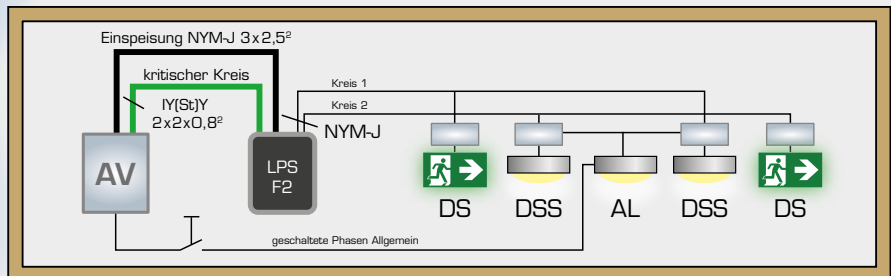 Einspeisung NYM-J 3x2,5²
kritischer Kreis
IY(St)Y
2x2x0,8²
Kreis 1
Kreis 2
NYM-J
AV
LPS
F2
DS
DSS
AL
DSS
DS
geschaltete Phasen Allgemein